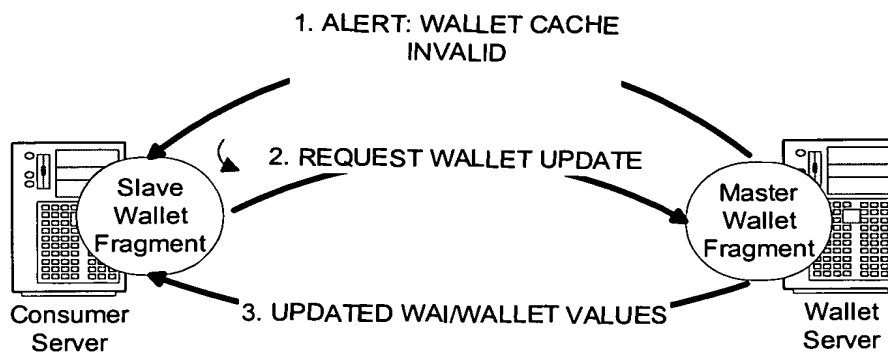 1. ALERT: WALLET CACHE
INVALID
2. REQUEST WALLET UPDATE
Slave
Wallet
Fragment
Master
Wallet
Fragment
3. UPDATED WAI/WALLET VALUES
Consumer
Server
Wallet
Server